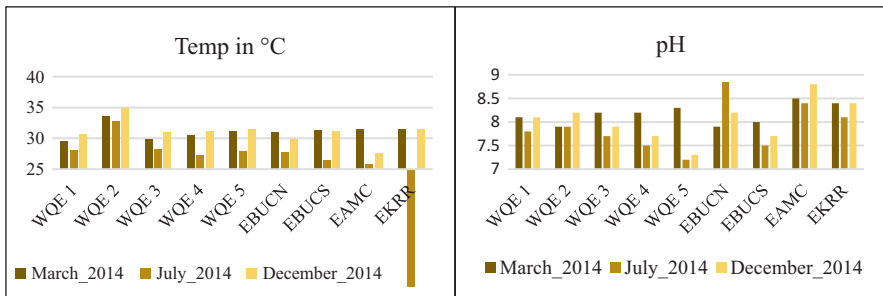 Temp in °C
40
35
30
25
WQE 1
WQE 2
WQE 3
WQE 4
WQE 5
EBUCN
EBUCS
EAMC
EKRR
March_2014 July_2014 December_2014
pH
9
8.5
8
7.5
7
WQE 1
WQE 2
WQE 3
WQE 4
WQE 5
EBUCN
EBUCS
EAMC
EKRR
March_2014 July_2014 December_2014